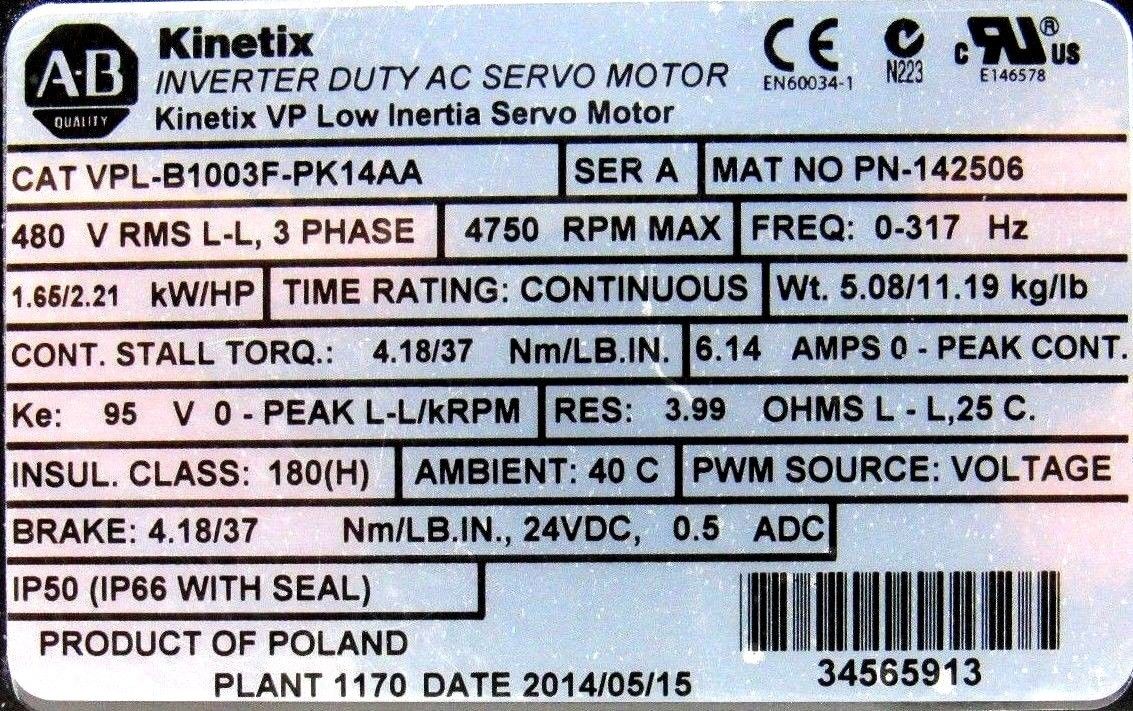 A·B
QUALITY
Kinetix
INVERTER DUTY AC SERVO MOTOR
Kinetix VP Low Inertia Servo Motor
CE
EN60034-1
N223
c RU ® US
E146578
CAT VPL-B1003F-PK14AA SER A MAT NO PN-142506
480 V RMS L-L, 3 PHASE 4750 RPM MAX FREQ: 0-317 Hz
1.65/2.21 kW/HP TIME RATING: CONTINUOUS Wt. 5.08/11.19 kg/lb
CONT. STALL TORQ.: 4.18/37 Nm/LB.IN. 6.14 AMPS 0 - PEAK CONT.
Ke: 95 V 0 - PEAK L-L/kRPM RES: 3.99 OHMS L - L,25 C.
INSUL. CLASS: 180(H) AMBIENT: 40 C PWM SOURCE: VOLTAGE
BRAKE: 4.18/37 Nm/LB.IN., 24VDC, 0.5 ADC
IP50 (IP66 WITH SEAL)
PRODUCT OF POLAND
PLANT 1170 DATE 2014/05/15
34565913